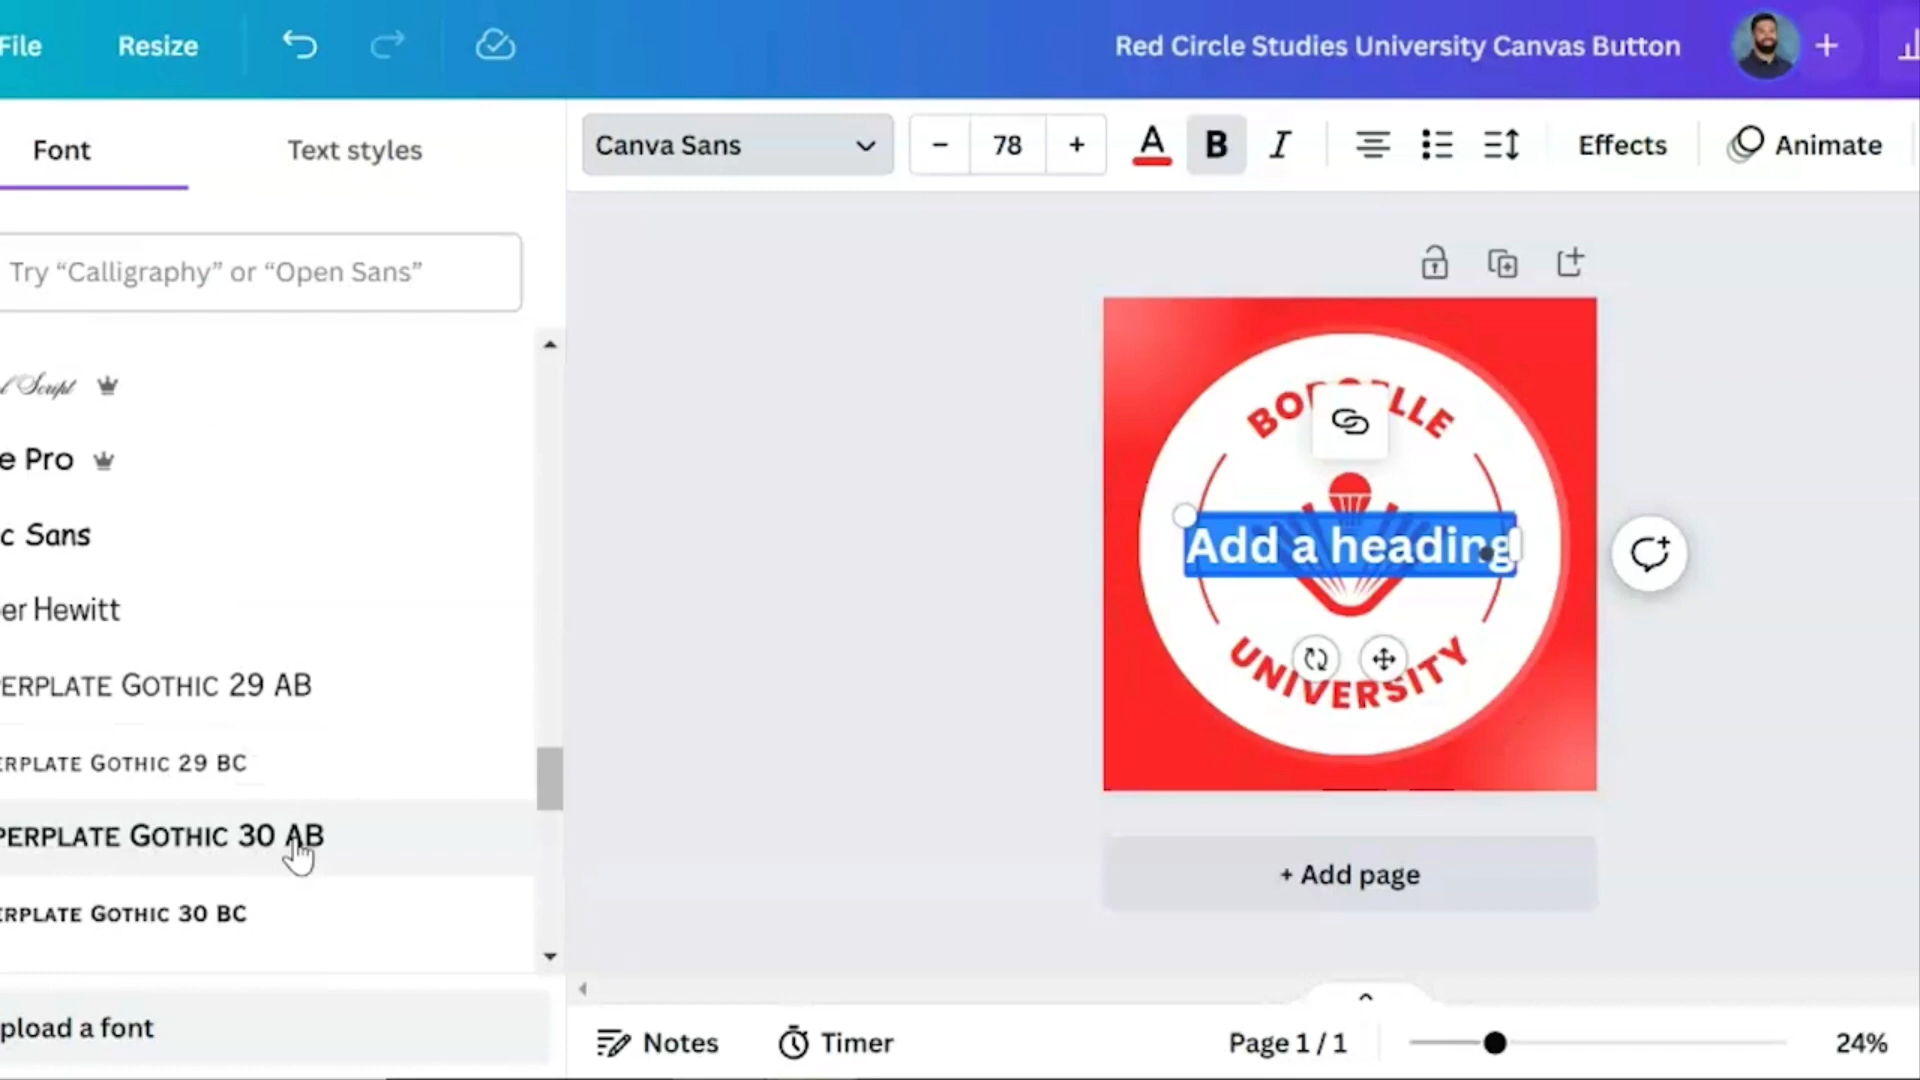 File Resize Red Circle Studies University Canvas Button
Font Text styles
Canva Sans 78 A B I Effects Animate
Try “Calligraphy” or “Open Sans”
l Script
e Pro
c Sans
er Hewitt
PERPLATE GOTHIC 29 AB
ERPLATE GOTHIC 29 BC
PERPLATE GOTHIC 30 AB
ERPLATE GOTHIC 30 BC
pload a font
Add a heading
UNIVERSITY
+ Add page
Notes Timer Page 1 / 1 24%